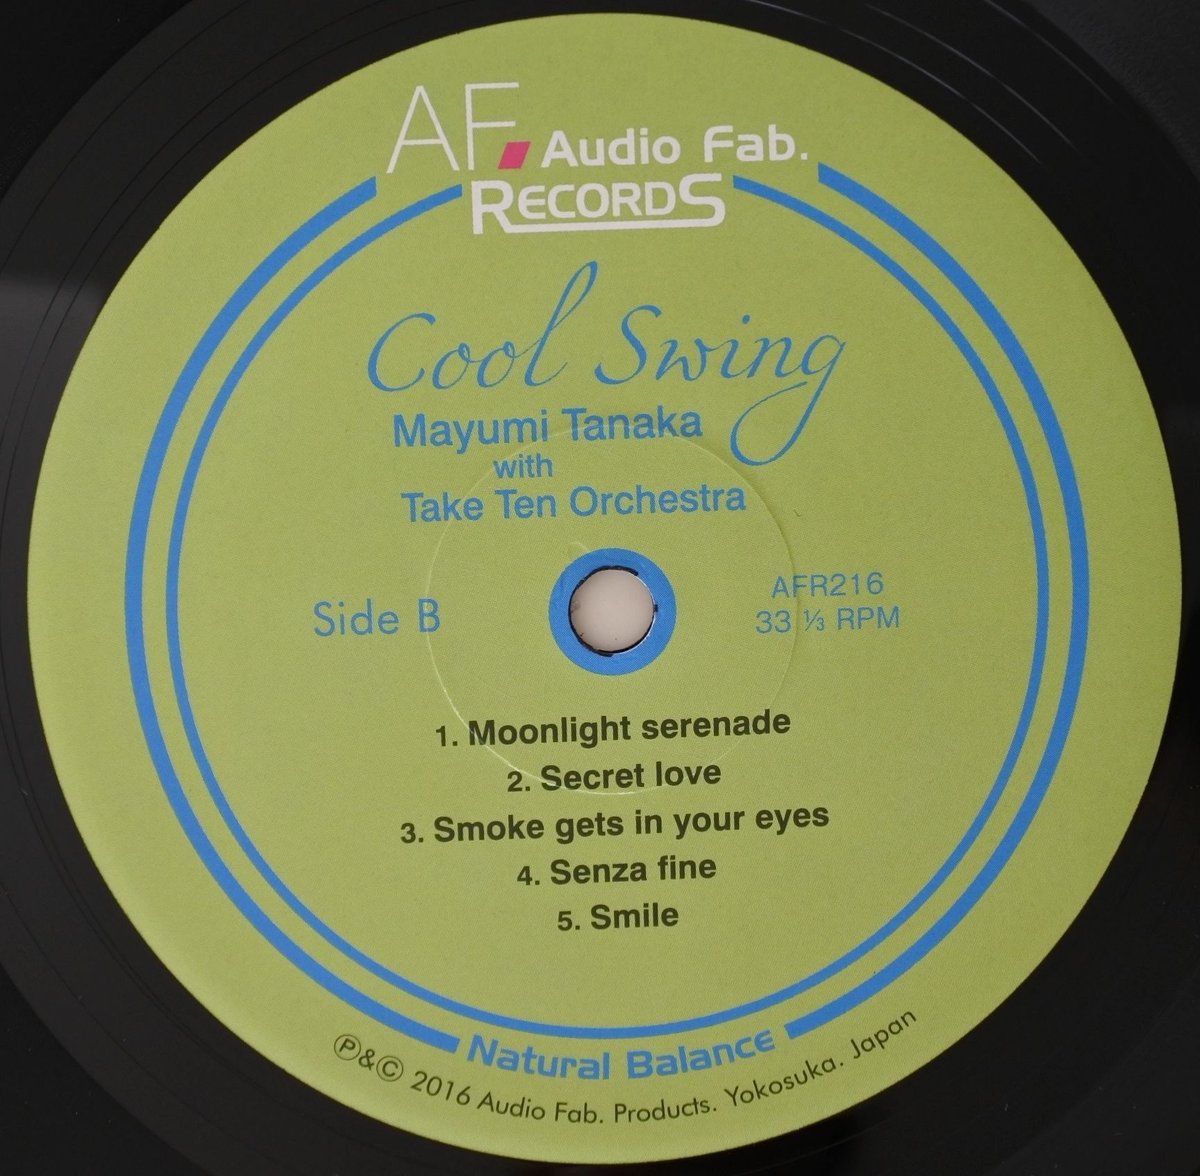 AF Audio Fab.
RECORDS
Cool Swing
Mayumi Tanaka
with
Take Ten Orchestra
Side B
AFR216
33 ⅓ RPM
1. Moonlight serenade
2. Secret love
3. Smoke gets in your eyes
4. Senza fine
5. Smile
Natural Balance
Ⓟ&Ⓒ 2016 Audio Fab. Products. Yokosuka. Japan